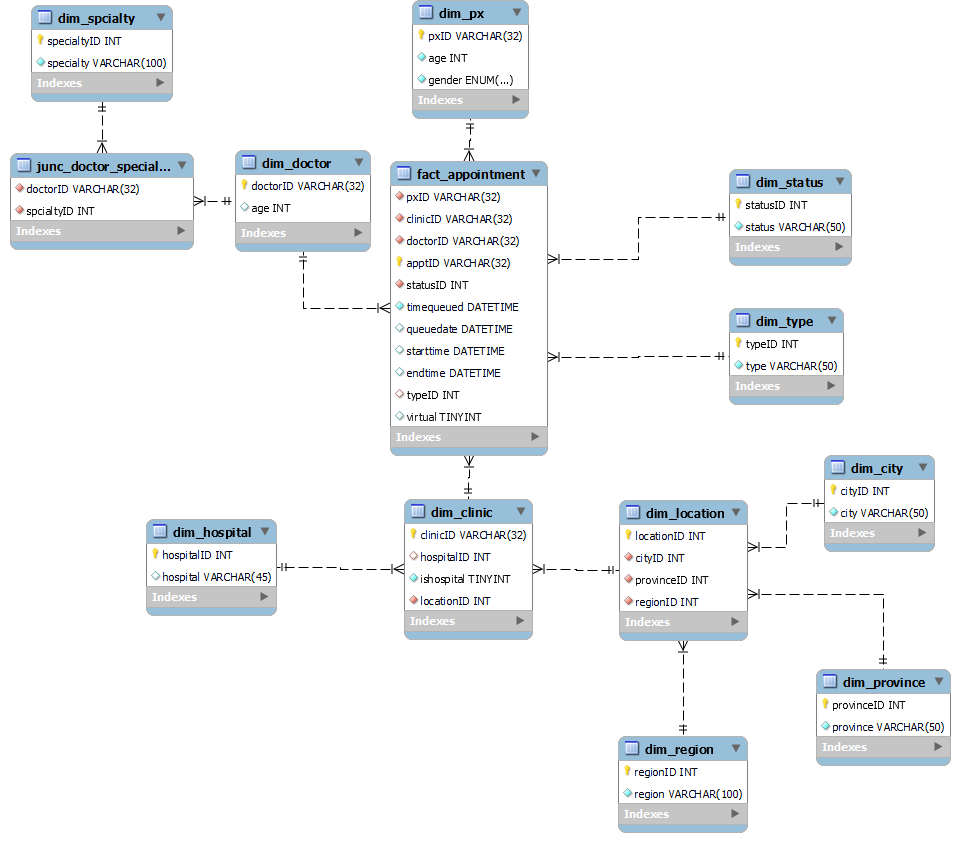 dim_spcialty
specialtyID INT
specialty VARCHAR(100)
Indexes
dim_px
pxID VARCHAR(32)
age INT
gender ENUM(...)
Indexes
junc_doctor_special...
doctorID VARCHAR(32)
spcialtyID INT
Indexes
dim_doctor
doctorID VARCHAR(32)
age INT
Indexes
fact_appointment
pxID VARCHAR(32)
clinicID VARCHAR(32)
doctorID VARCHAR(32)
apptID VARCHAR(32)
statusID INT
timequeued DATETIME
queuedate DATETIME
starttime DATETIME
endtime DATETIME
typeID INT
virtual TINYINT
Indexes
dim_status
statusID INT
status VARCHAR(50)
Indexes
dim_type
typeID INT
type VARCHAR(50)
Indexes
dim_hospital
hospitalID INT
hospital VARCHAR(45)
Indexes
dim_clinic
clinicID VARCHAR(32)
hospitalID INT
ishospital TINYINT
locationID INT
Indexes
dim_location
locationID INT
cityID INT
provinceID INT
regionID INT
Indexes
dim_city
cityID INT
city VARCHAR(50)
Indexes
dim_province
provinceID INT
province VARCHAR(50)
Indexes
dim_region
regionID INT
region VARCHAR(100)
Indexes